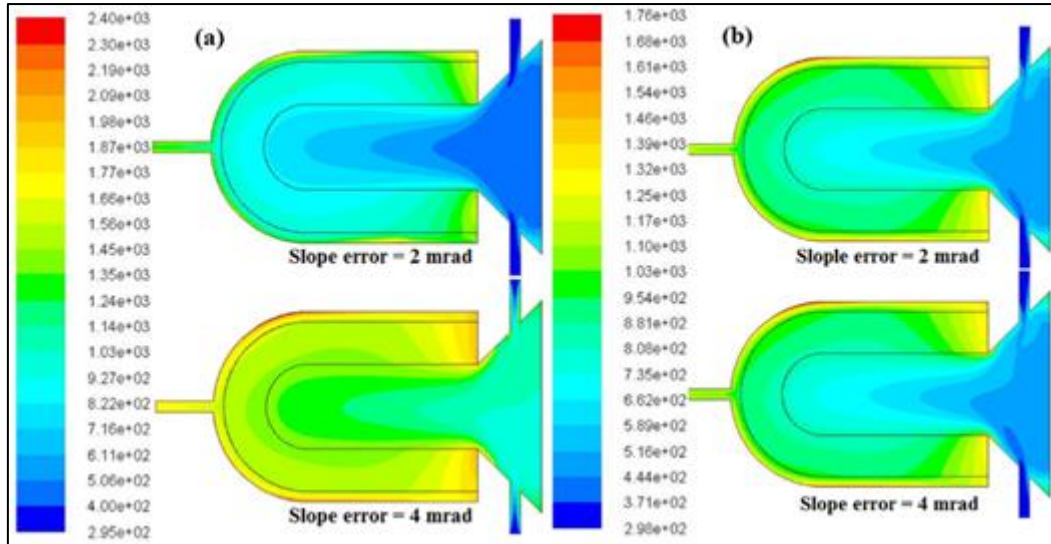 2.40e+03
2.30e+03
2.19e+03
2.09e+03
1.98e+03
1.87e+03
1.77e+03
1.66e+03
1.56e+03
1.45e+03
1.35e+03
1.24e+03
1.14e+03
1.03e+03
9.27e+02
8.22e+02
7.16e+02
6.11e+02
5.06e+02
4.00e+02
2.95e+02
(a)
Slope error = 2 mrad
Slope error = 4 mrad
1.76e+03
1.68e+03
1.61e+03
1.54e+03
1.46e+03
1.39e+03
1.32e+03
1.25e+03
1.17e+03
1.10e+03
1.03e+03
9.54e+02
8.81e+02
8.08e+02
7.35e+02
6.62e+02
5.89e+02
5.16e+02
4.44e+02
3.71e+02
2.98e+02
(b)
Slople error = 2 mrad
Slope error = 4 mrad